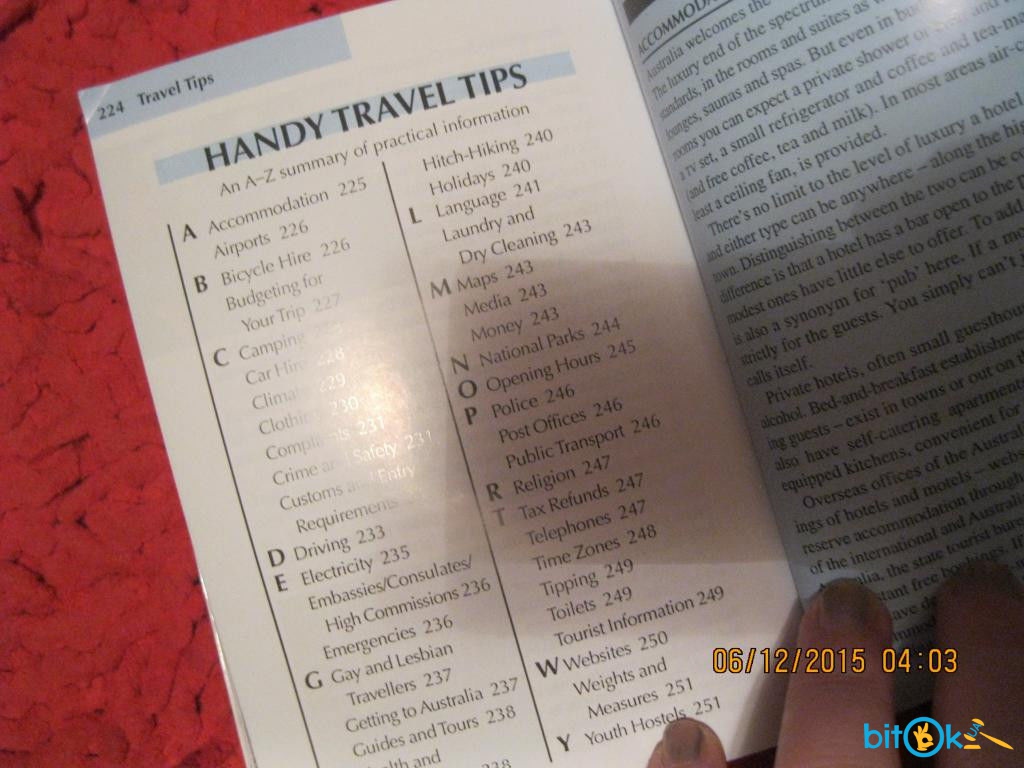 224 Travel Tips
HANDY TRAVEL TIPS
An A–Z summary of practical information
A Accommodation 225
Airports 226
B Bicycle Hire 226
Budgeting for
Your Trip 227
C Camping
Car Hire 228
Climate 229
Clothing 230
Complaints 231
Crime and Safety 231
Customs and Entry
Requirements
D Driving 233
E Electricity 235
Embassies/Consulates/
High Commissions 236
Emergencies 236
G Gay and Lesbian
Travellers 237
Getting to Australia 237
Guides and Tours 238
and
238
Hitch-Hiking 240
Holidays 240
L Language 241
Laundry and
Dry Cleaning 243
M Maps 243
Media 243
Money 243
N National Parks 244
O Opening Hours 245
P Police 246
Post Offices 246
Public Transport 246
R Religion 247
T Tax Refunds 247
Telephones 247
Time Zones 248
Tipping 249
Toilets 249
Tourist Information 249
W Websites 250
Weights and
Measures 251
Y Youth Hostels 251
Australia welcomes the
The luxury end of the spectrum
standards, in the rooms and suites as
lounges, saunas and spas. But even in
rooms you can expect a private shower or
a TV set, a small refrigerator and coffee and
(and free coffee, tea and milk). In most areas
least a ceiling fan, is provided.
There's no limit to the level of luxury a hotel
and either type can be anywhere – along the
town. Distinguishing between the two can be
difference is that a hotel has a bar open to the
modest ones have little else to offer. To add
is also a synonym for 'pub' here. If a
strictly for the guests. You simply can't
calls itself.
Private hotels, often small
alcohol. Bed-and-breakfast
ing guests – exist in towns or out on
also have self-catering
equipped kitchens, convenient for
Overseas offices of the
ings of hotels and motels –
reserve accommodation through
of the international and
the state tourist
free
06/12/2015 04:03
bitok.ua